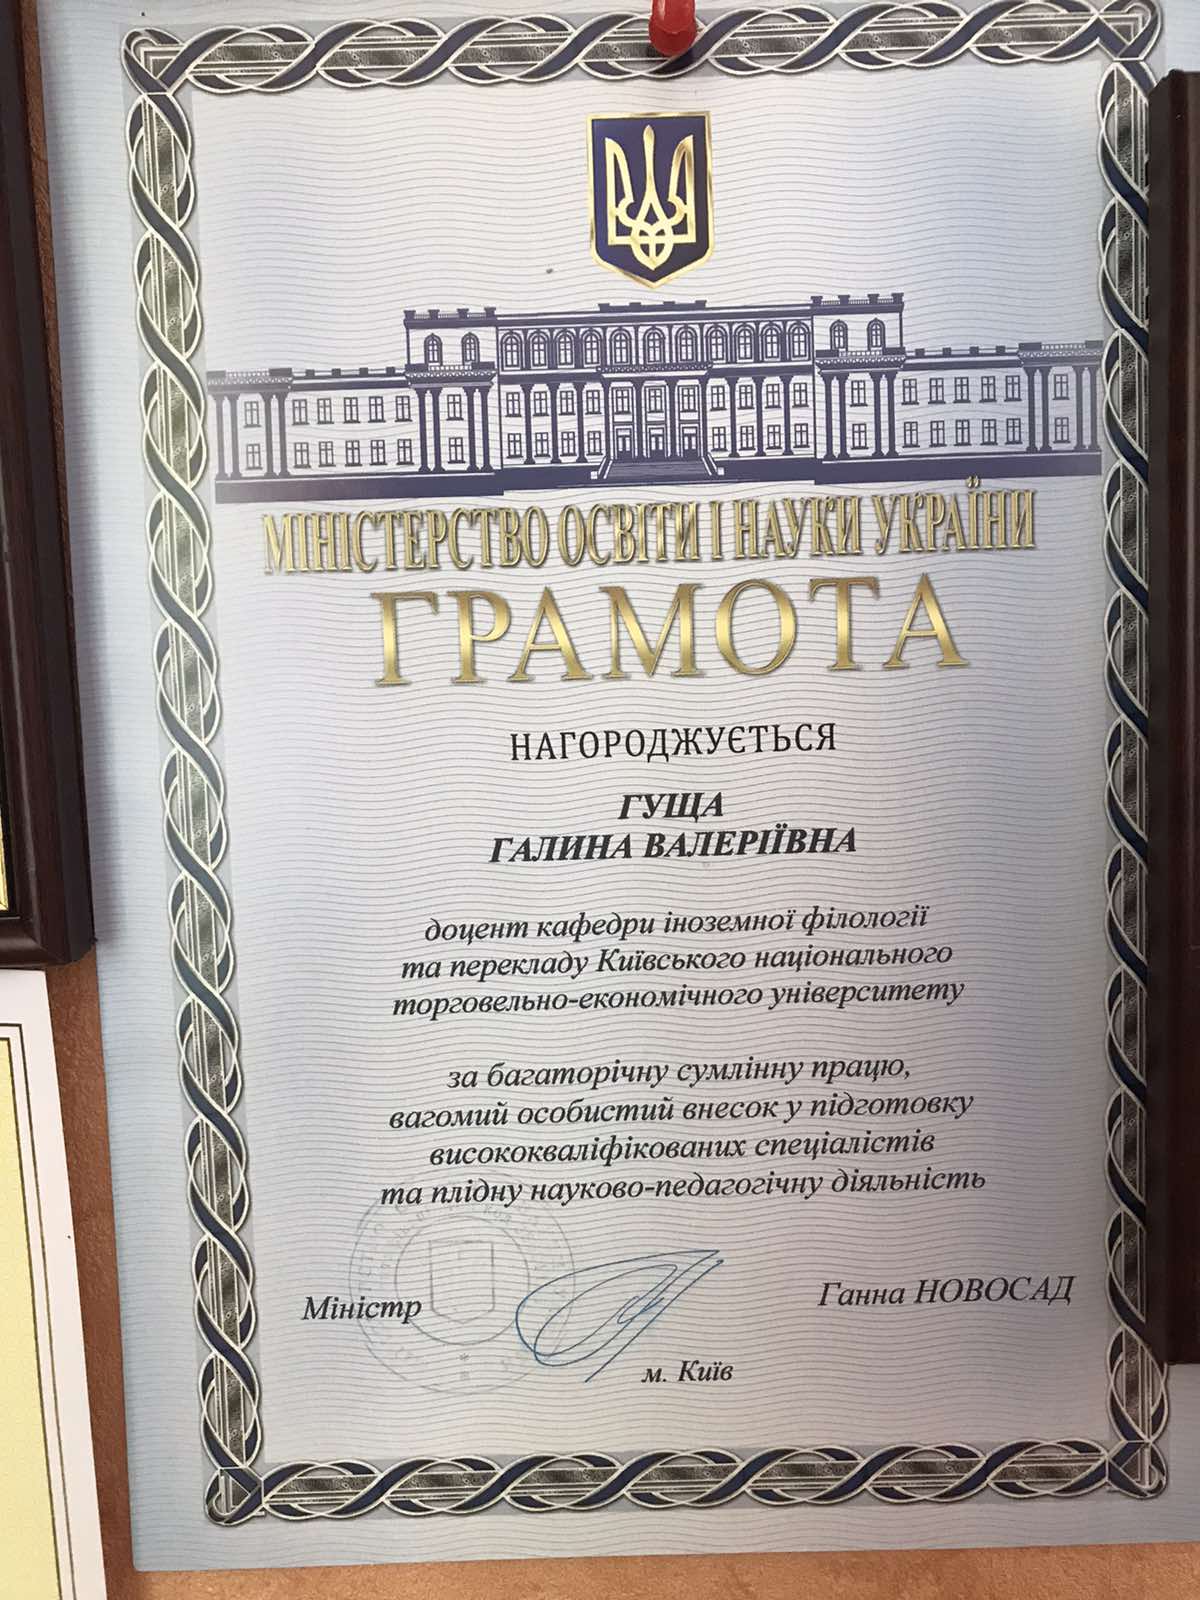 МІНІСТЕРСТВО ОСВІТИ І НАУКИ УКРАЇНИ
ГРАМОТА
НАГОРОДЖУЄТЬСЯ
ГУЩА
ГАЛИНА ВАЛЕРІЇВНА
доцент кафедри іноземної філології
та перекладу Київського національного
торговельно-економічного університету
за багаторічну сумлінну працю,
вагомий особистий внесок у підготовку
висококваліфікованих спеціалістів
та плідну науково-педагогічну діяльність
Міністр
Ганна НОВОСАД
м. Київ